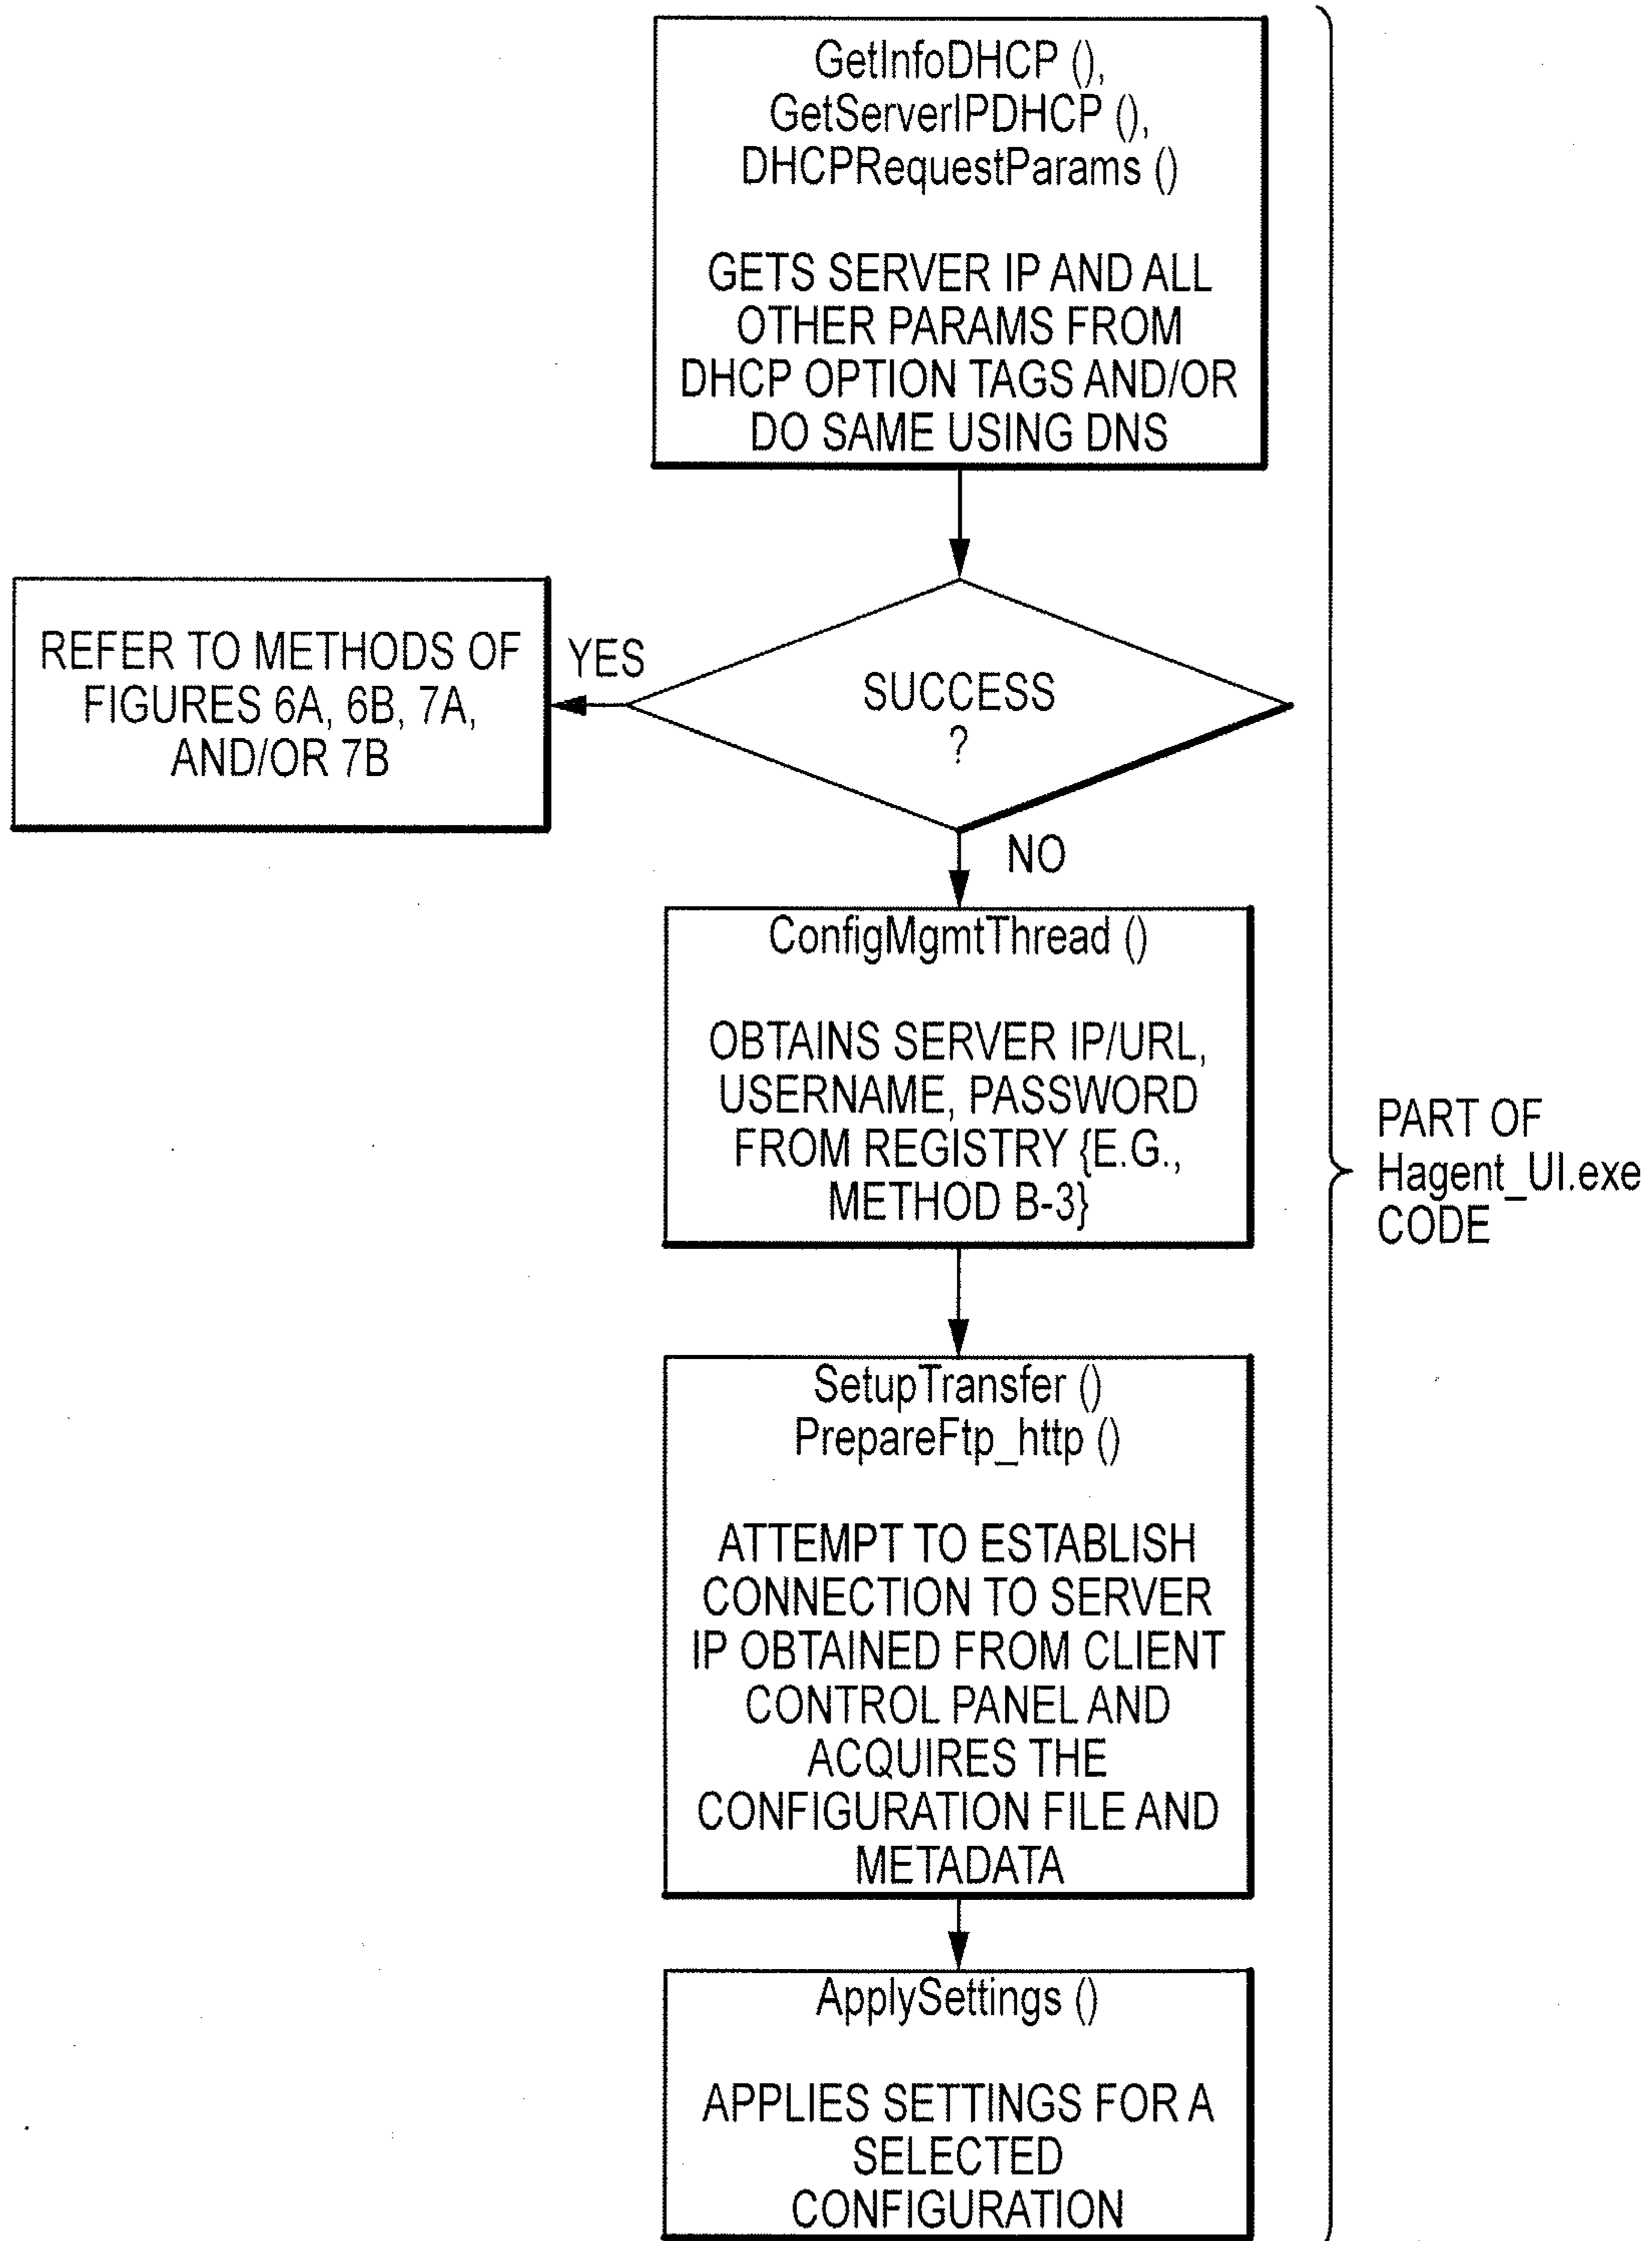 GetInfoDHCP (),
GetServerIPDHCP (),
DHCPRequestParams ()
GETS SERVER IP AND ALL
OTHER PARAMS FROM
DHCP OPTION TAGS AND/OR
DO SAME USING DNS
REFER TO METHODS OF
FIGURES 6A, 6B, 7A,
AND/OR 7B
YES
SUCCESS
?
NO
ConfigMgmtThread ()
OBTAINS SERVER IP/URL,
USERNAME, PASSWORD
FROM REGISTRY {E.G.,
METHOD B-3}
PART OF
Hagent_UI.exe
CODE
SetupTransfer ()
PrepareFtp_http ()
ATTEMPT TO ESTABLISH
CONNECTION TO SERVER
IP OBTAINED FROM CLIENT
CONTROL PANEL AND
ACQUIRES THE
CONFIGURATION FILE AND
METADATA
ApplySettings ()
APPLIES SETTINGS FOR A
SELECTED
CONFIGURATION